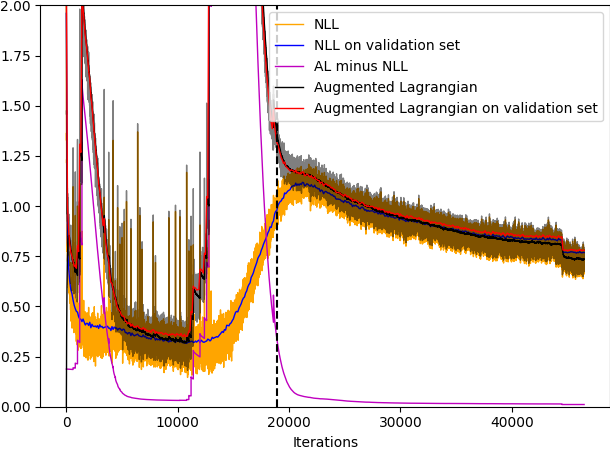 2.00
1.75
1.50
1.25
1.00
0.75
0.50
0.25
0.00
NLL
NLL on validation set
AL minus NLL
Augmented Lagrangian
Augmented Lagrangian on validation set
0 10000 20000 30000 40000
Iterations